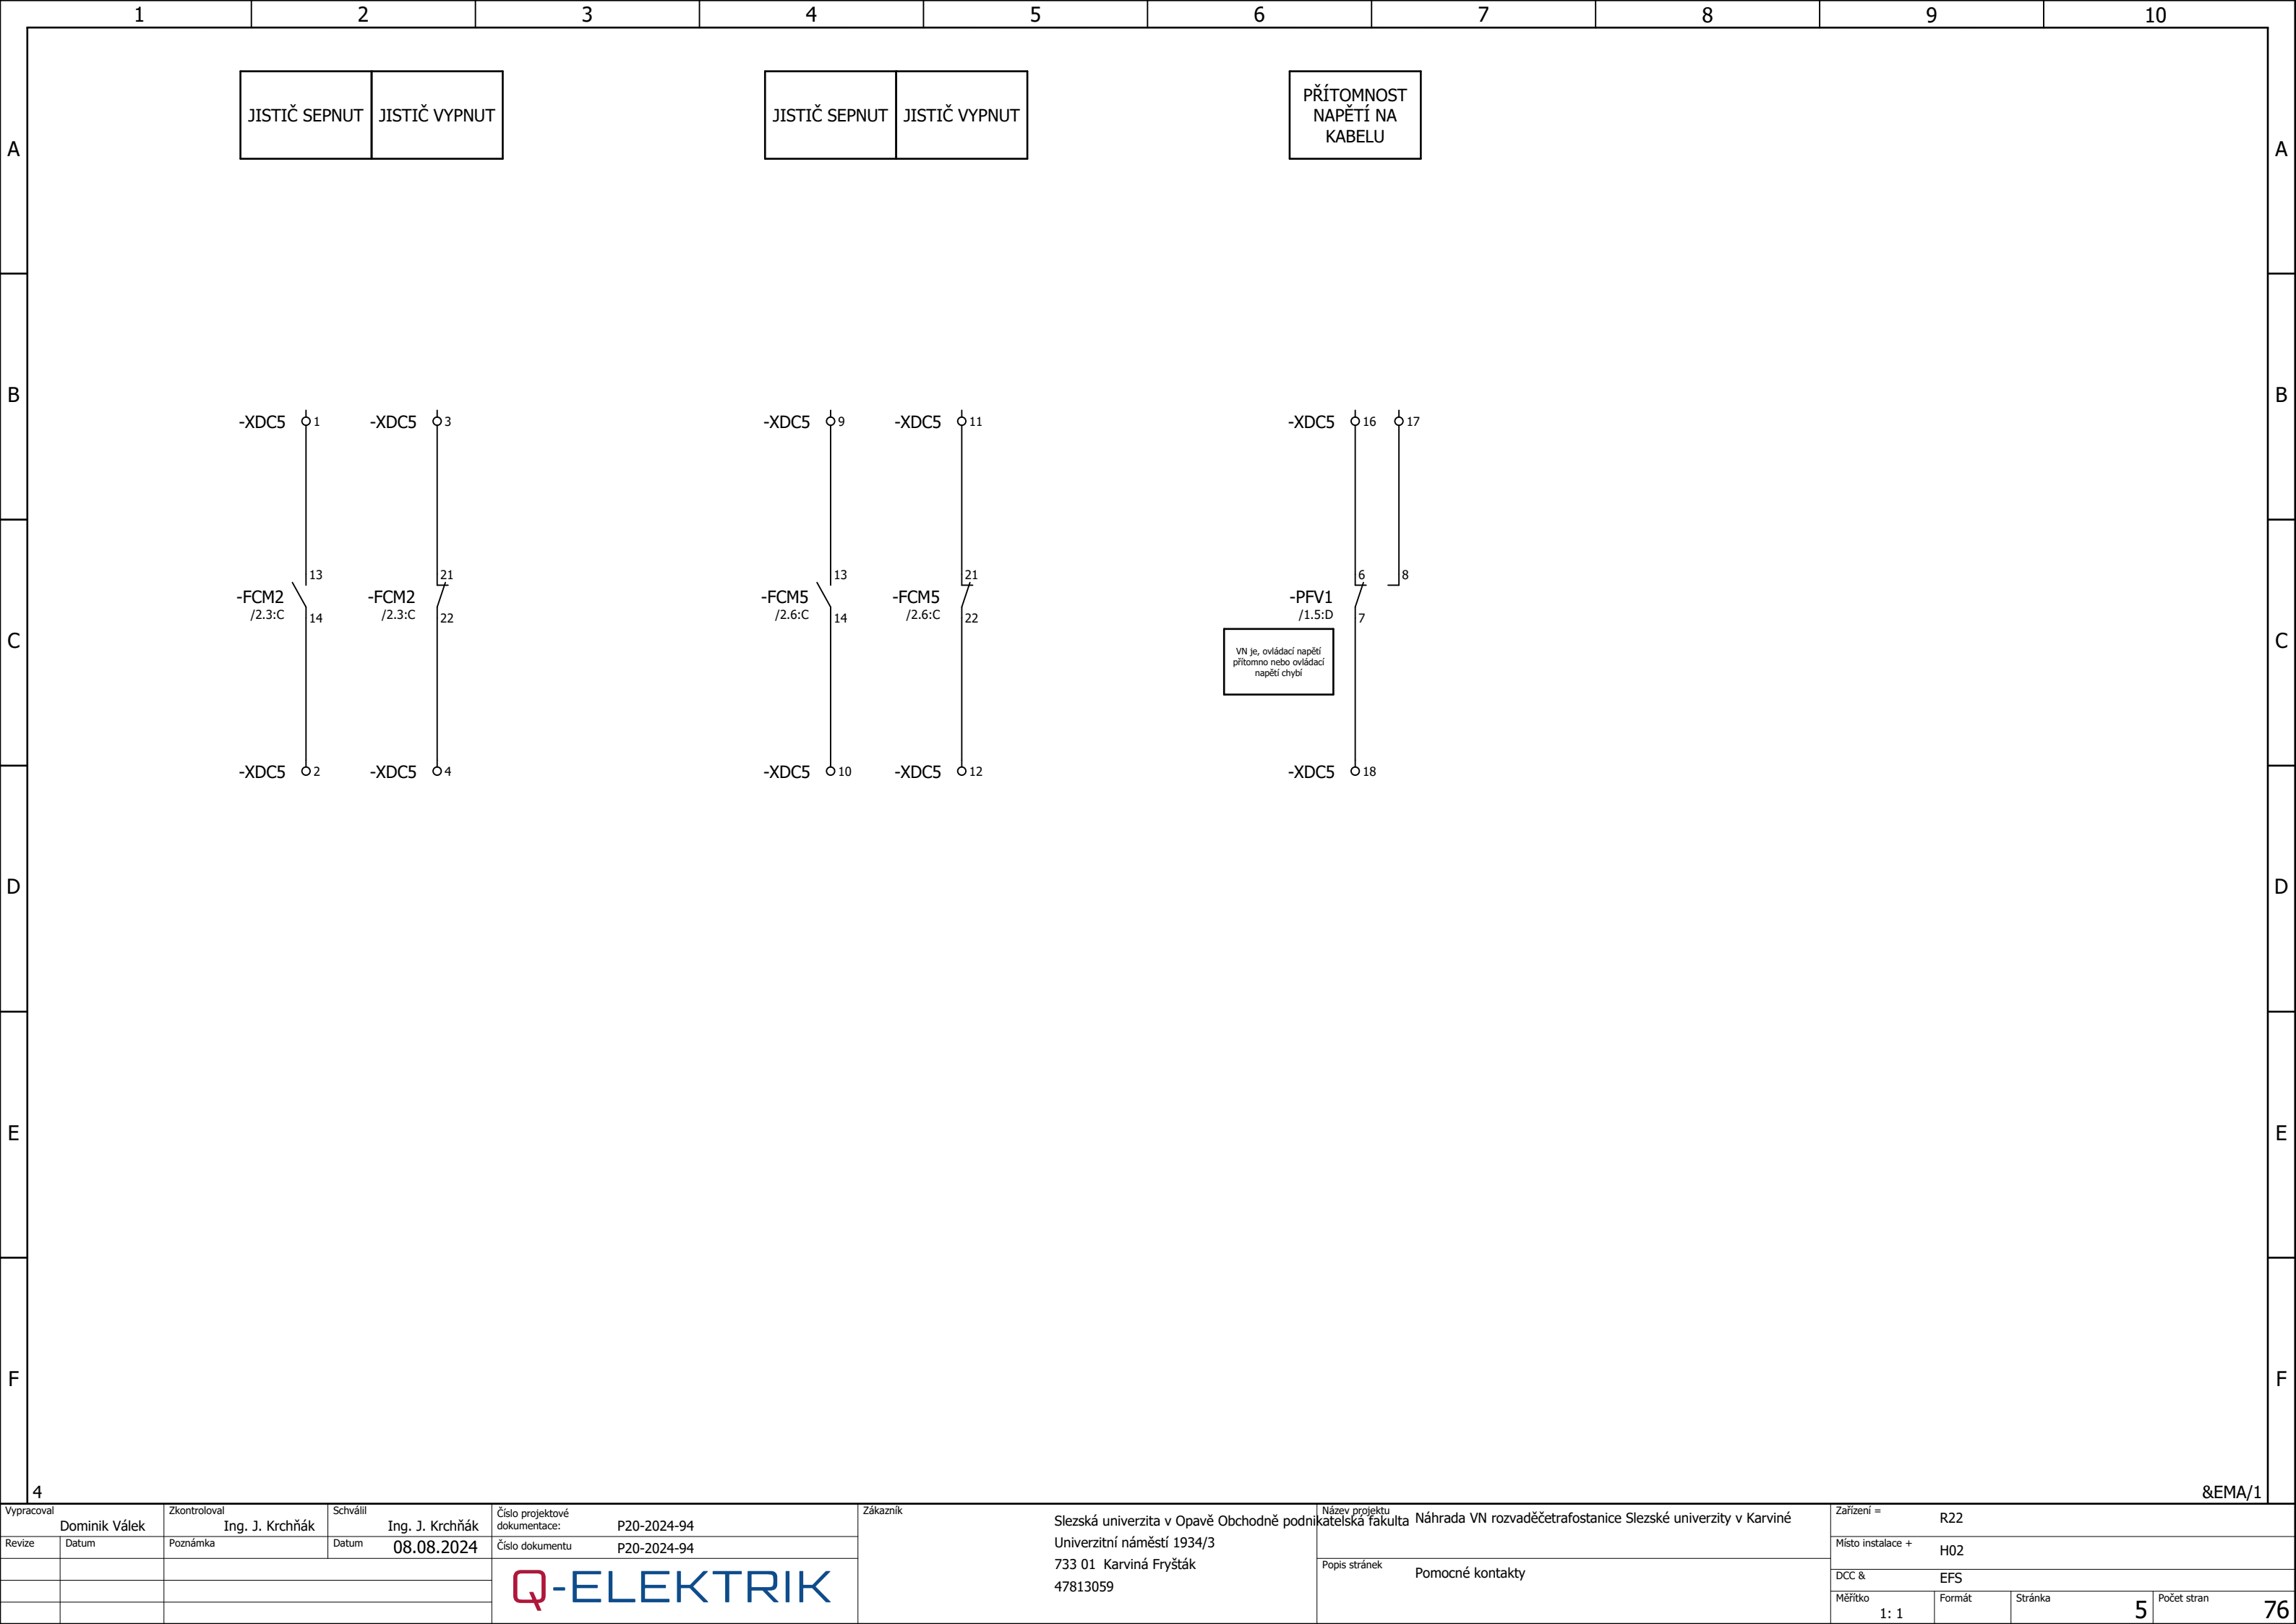 1 2 3 4 5 6 7 8 9 10
JISTIČ SEPNUT JISTIČ VYPNUT JISTIČ SEPNUT JISTIČ VYPNUT
PŘÍTOMNOST
NAPĚTÍ NA
KABELU
A A
B B
-XDC5 1 -XDC5 3 -XDC5 9 -XDC5 11 -XDC5 16 17
13 21 13 21 6 8
-FCM2 -FCM2 -FCM5 -FCM5 -PFV1
/2.3:C 14 /2.3:C 22 /2.6:C 14 /2.6:C 22 /1.5:D 7
C C
VN je, ovládací napětí
přítomno nebo ovládací
napětí chybí
-XDC5 2 -XDC5 4 -XDC5 10 -XDC5 12 -XDC5 18
D D
E E
F F
4 &EMA/1
Vypracoval
Dominik Válek
Zkontroloval
Ing. J. Krchňák
Schválil
Ing. J. Krchňák
Revize Datum Poznámka Datum 08.08.2024
Číslo projektové
dokumentace: P20-2024-94
Číslo dokumentu P20-2024-94
Q-ELEKTRIK
Zákazník
Slezská univerzita v Opavě Obchodně podnikatelská fakulta
Univerzitní náměstí 1934/3
733 01 Karviná Fryšták
47813059
Název projektu
Náhrada VN rozvaděčetrafostanice Slezské univerzity v Karviné
Popis stránek
Pomocné kontakty
Zařízení = R22
Místo instalace + H02
DCC & EFS
Měřítko
1: 1
Formát
Stránka
5
Počet stran
76